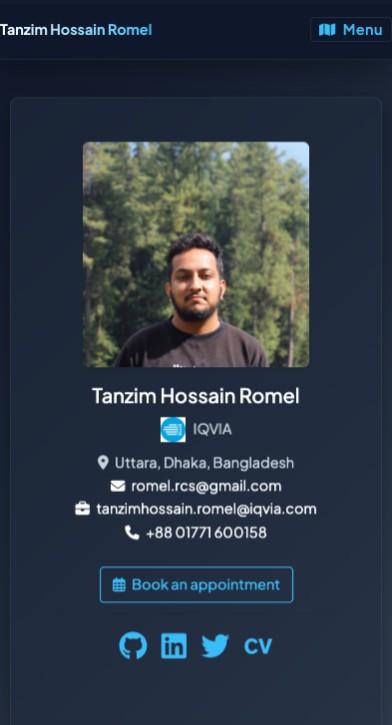 Tanzim Hossain Romel
Menu
Tanzim Hossain Romel
IQVIA
Uttara, Dhaka, Bangladesh
romel.rcs@gmail.com
tanzimhossain.romel@iqvia.com
+88 01771 600158
Book an appointment
CV